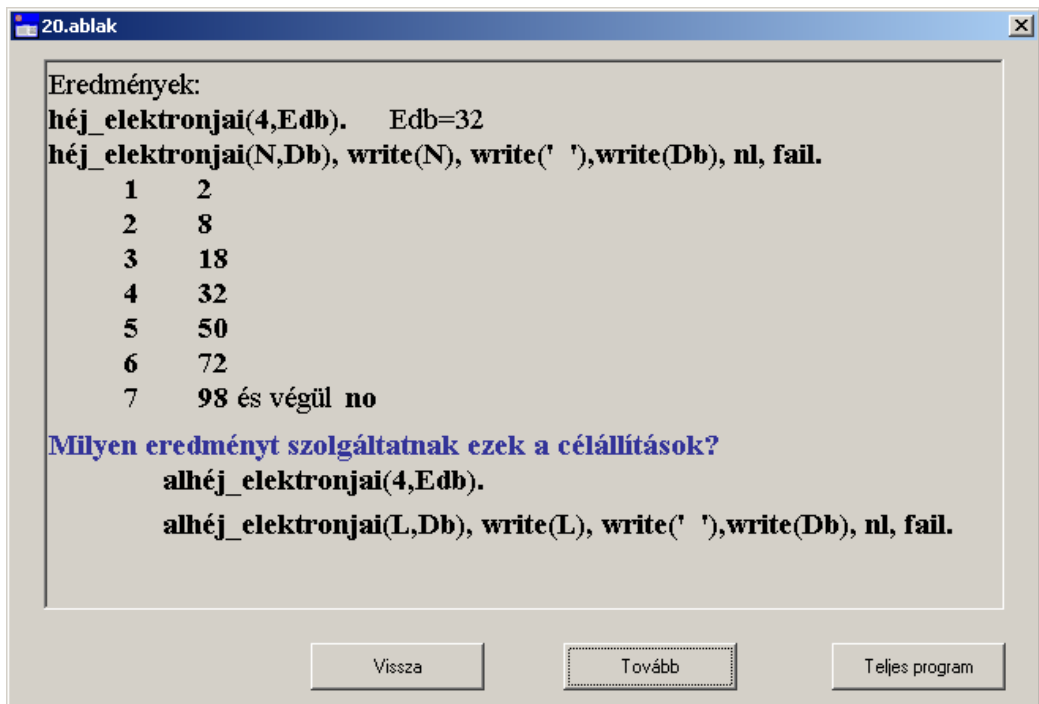 20.ablak
Eredmények:
héj_elektronjai(4,Edb). Edb=32
héj_elektronjai(N,Db), write(N), write(' '),write(Db), nl, fail.
1 2
2 8
3 18
4 32
5 50
6 72
7 98 és végül no
Milyen eredményt szolgáltatnak ezek a célállítások?
alhéj_elektronjai(4,Edb).
alhéj_elektronjai(L,Db), write(L), write(' '),write(Db), nl, fail.
Vissza Tovább Teljes program